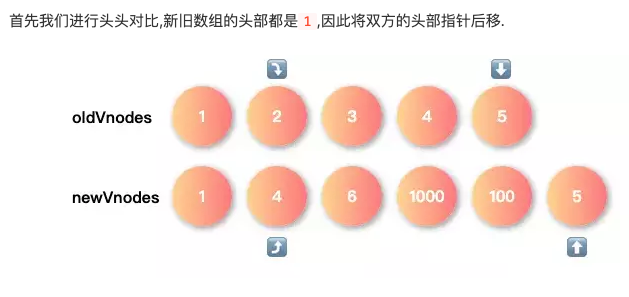 首先我们进行头头对比,新旧数组的头部都是 1 ,因此将双方的头部指针后移.
oldVnodes 1 2 3 4 5
newVnodes 1 4 6 1000 100 5